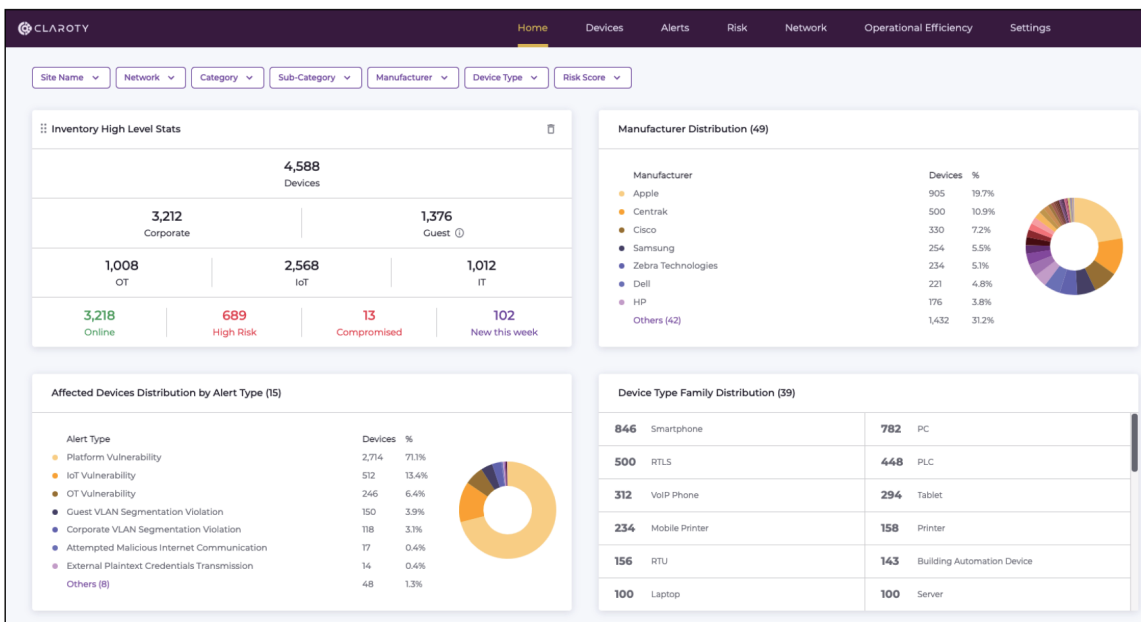 CLAROTY
Home Devices Alerts Risk Network Operational Efficiency Settings
Site Name Network Category Sub-Category Manufacturer Device Type Risk Score
Inventory High Level Stats
4,588
Devices
3,212 1,376
Corporate Guest
1,008 2,568 1,012
OT IoT IT
3,218 689 13 102
Online High Risk Compromised New this week
Manufacturer Distribution (49)
Manufacturer Devices %
Apple 905 19.7%
Centrak 500 10.9%
Cisco 330 7.2%
Samsung 254 5.5%
Zebra Technologies 234 5.1%
Dell 221 4.8%
HP 176 3.8%
Others (42) 1,432 31.2%
Affected Devices Distribution by Alert Type (15)
Alert Type Devices %
Platform Vulnerability 2,714 71.1%
IoT Vulnerability 512 13.4%
OT Vulnerability 246 6.4%
Guest VLAN Segmentation Violation 150 3.9%
Corporate VLAN Segmentation Violation 118 3.1%
Attempted Malicious Internet Communication 17 0.4%
External Plaintext Credentials Transmission 14 0.4%
Others (8) 48 1.3%
Device Type Family Distribution (39)
846 Smartphone 782 PC
500 RTLS 448 PLC
312 VoIP Phone 294 Tablet
234 Mobile Printer 158 Printer
156 RTU 143 Building Automation Device
100 Laptop 100 Server